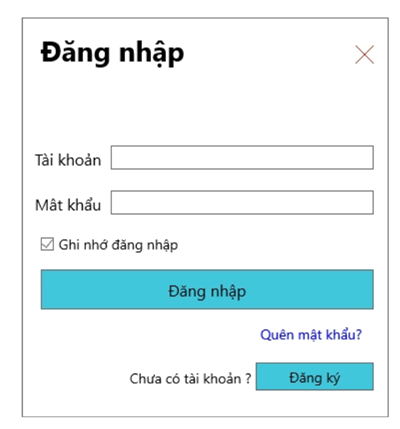 Đăng nhập
Tài khoản
Mât khẩu
Ghi nhớ đăng nhập
Đăng nhập
Quên mật khẩu?
Chưa có tài khoản ? Đăng ký